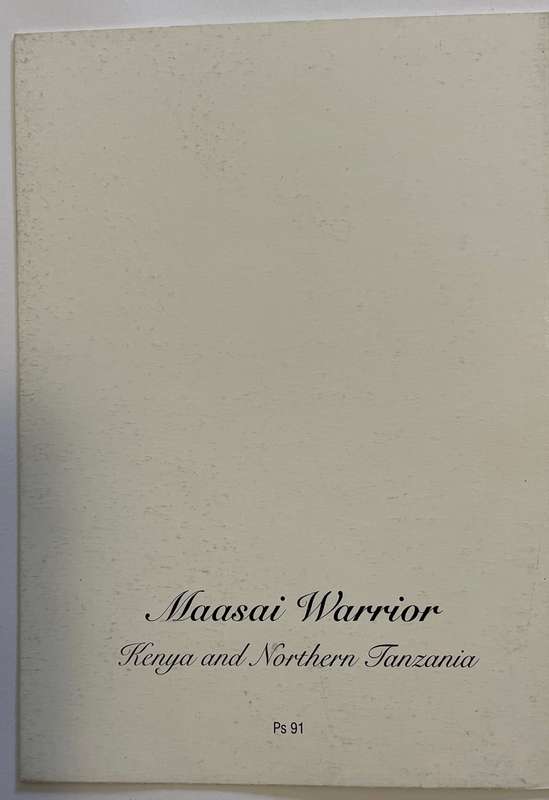 Maasai Warrior
Kenya and Northern Tanzania
Ps 91